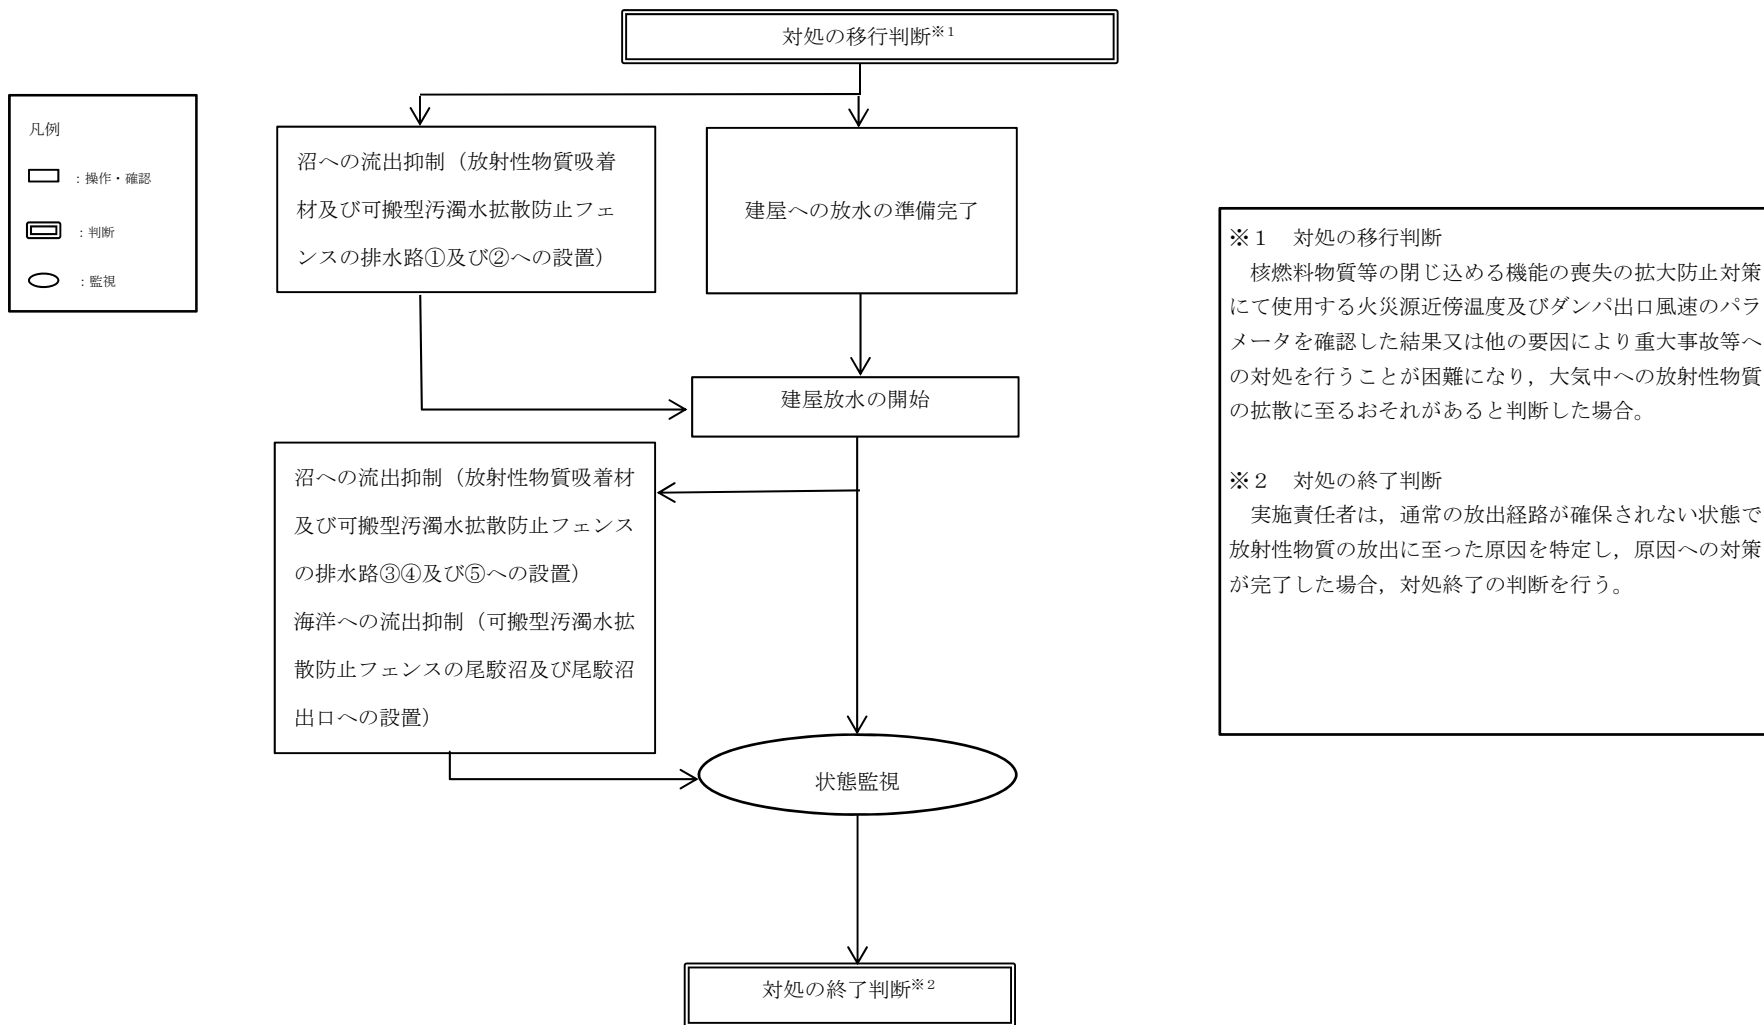 対処の移行判断※1
凡例
：操作・確認
：判断
：監視
沼への流出抑制（放射性物質吸着
材及び可搬型汚濁水拡散防止フェ
ンスの排水路①及び②への設置）
建屋への放水の準備完了
建屋放水の開始
沼への流出抑制（放射性物質吸着材
及び可搬型汚濁水拡散防止フェンス
の排水路③④及び⑤への設置）
海洋への流出抑制（可搬型汚濁水拡
散防止フェンスの尾駮沼及び尾駮沼
出口への設置）
状態監視
対処の終了判断※2
※１　対処の移行判断
核燃料物質等の閉じ込める機能の喪失の拡大防止対策
にて使用する火災源近傍温度及びダンパ出口風速のパラ
メータを確認した結果又は他の要因により重大事故等へ
の対処を行うことが困難になり，大気中への放射性物質
の拡散に至るおそれがあると判断した場合。
※２　対処の終了判断
実施責任者は，通常の放出経路が確保されない状態で
放射性物質の放出に至った原因を特定し，原因への対策
が完了した場合，対処終了の判断を行う。